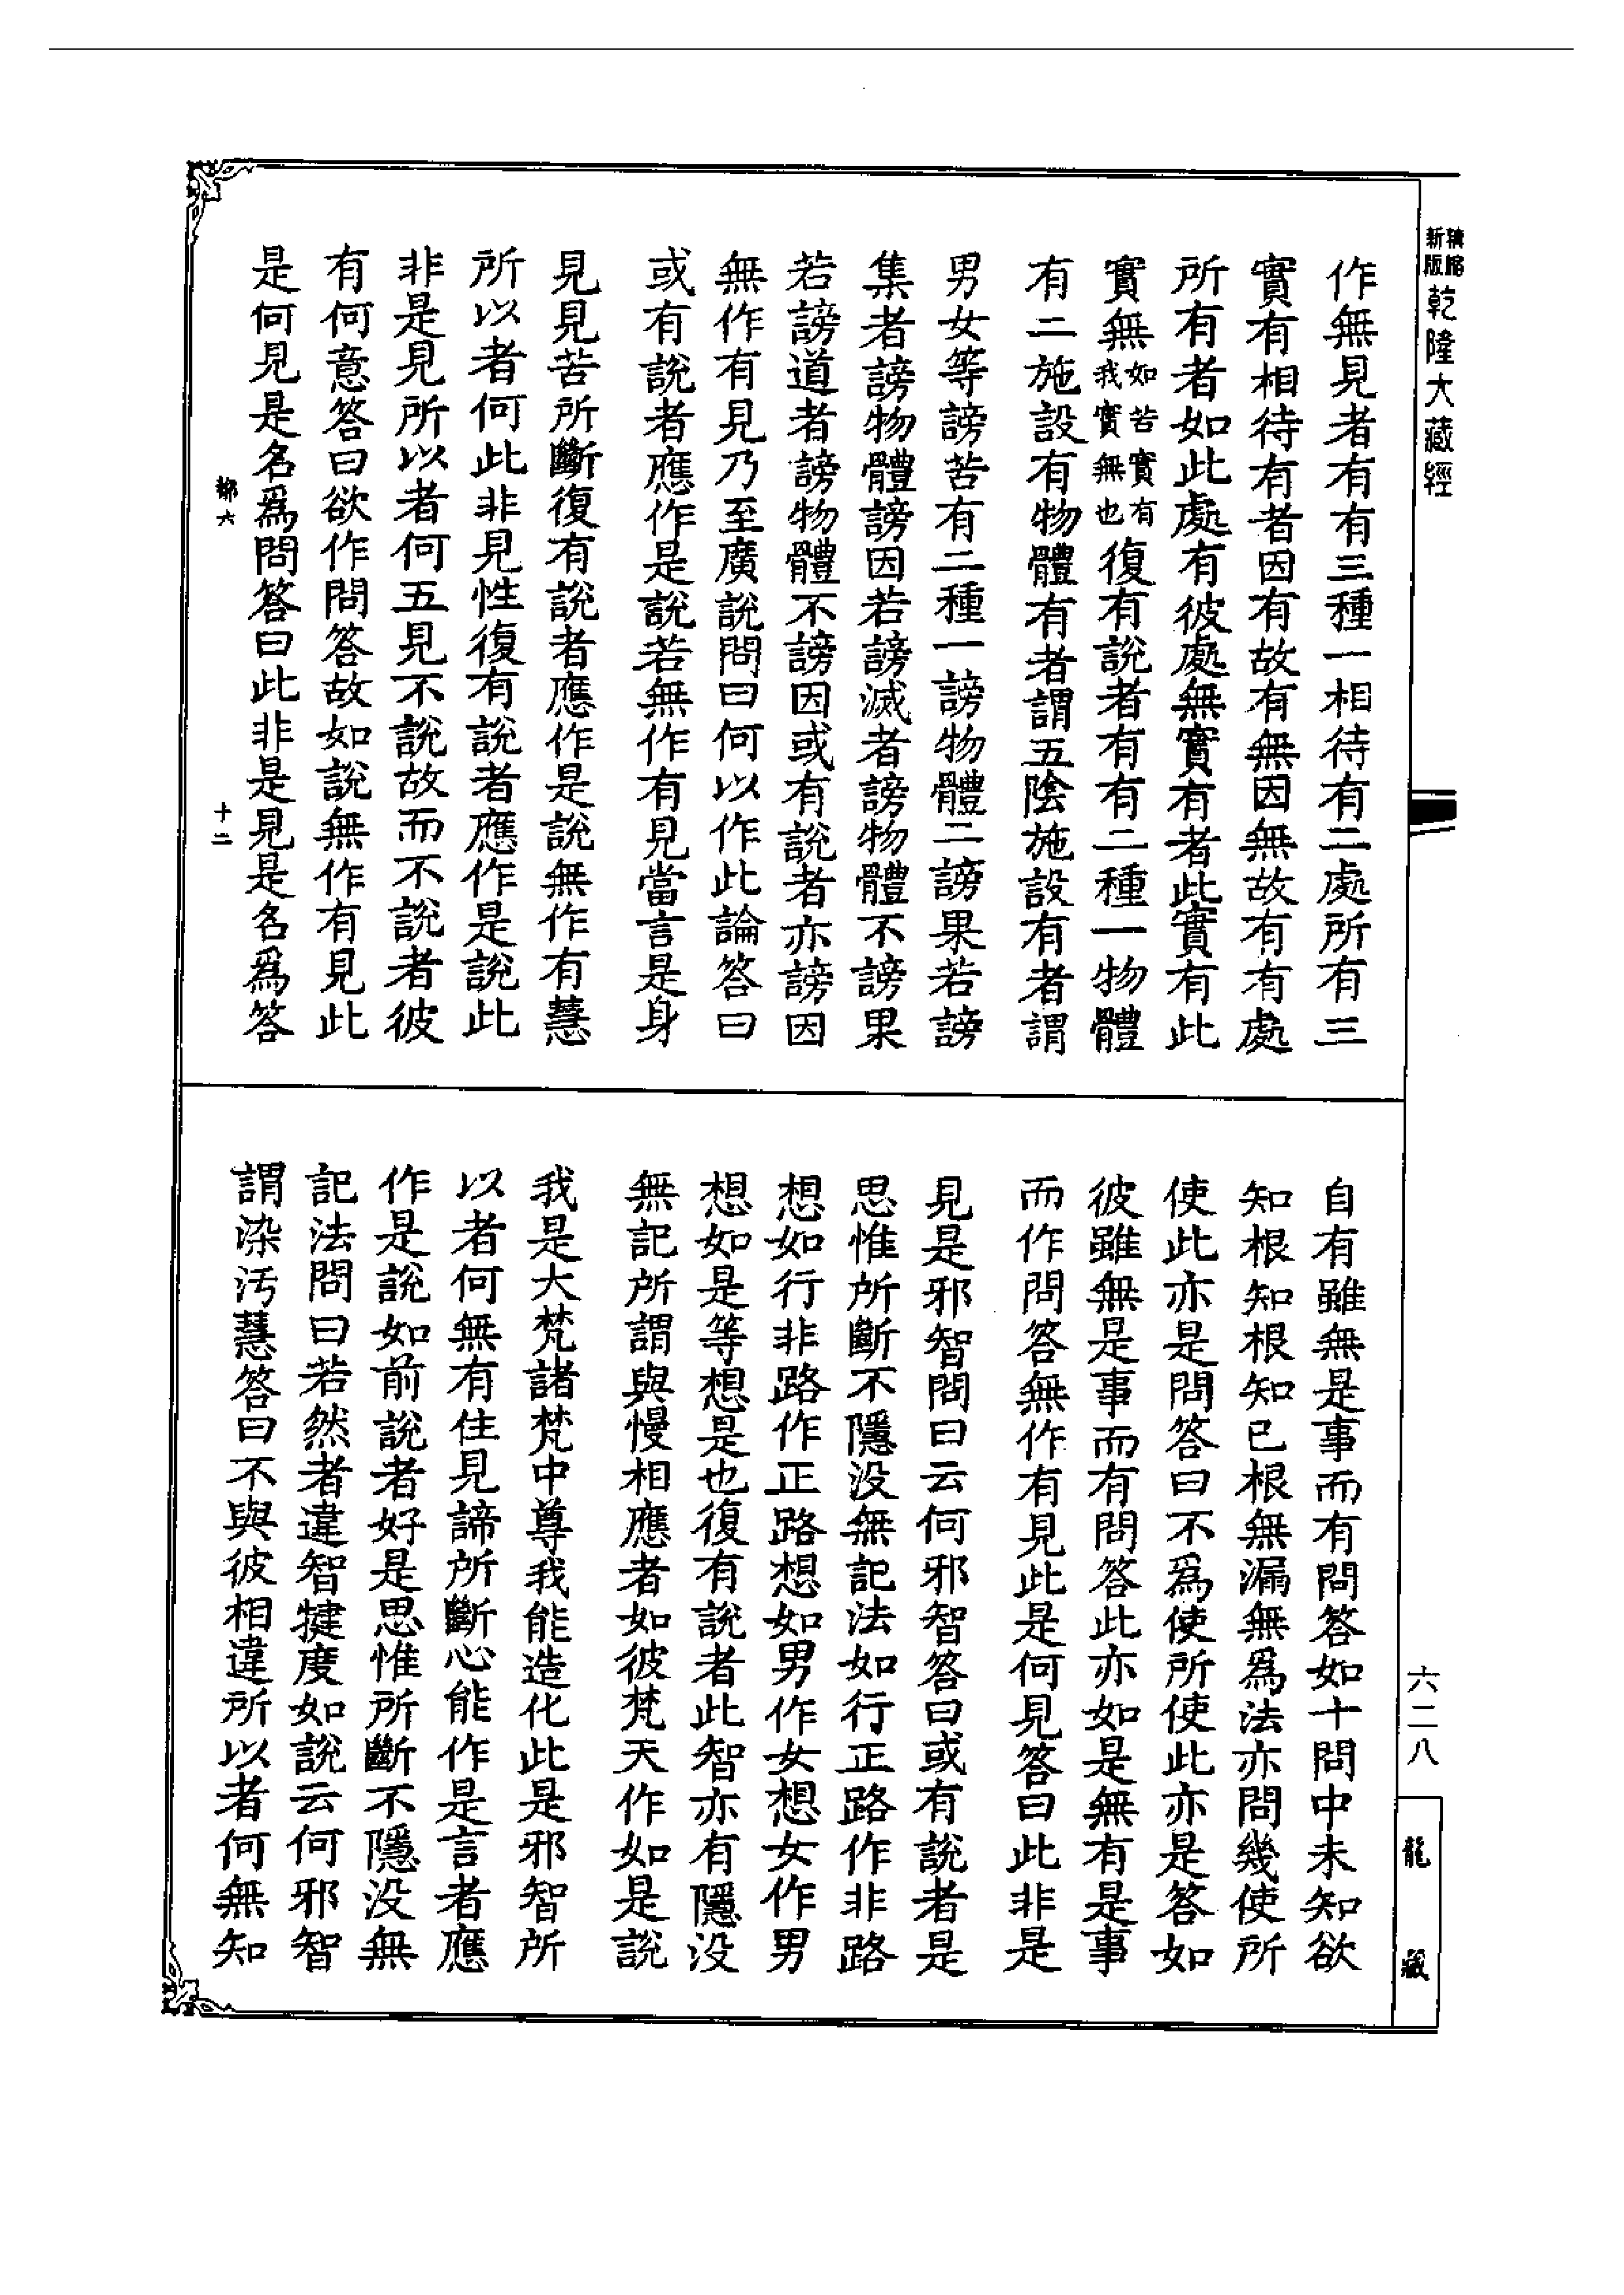 精縮新版乾隆大藏經
作無見者有有三種一相待有二處所有三
實有相待有者因有故有無因無故有有處
所有者如此處有彼處無實有者此實有此
實無如苦實有我實無也復有說者有有二種一物體
有二施設有物體有者謂五陰施設有者謂
男女等謗苦有二種一謗物體二謗果若謗
集者謗物體謗因若謗滅者謗物體不謗果
若謗道者謗物體不謗因或有說者亦謗因
無作有見乃至廣說問曰何以作此論答曰
或有說者應作是說若無作有見當言是身
見見苦所斷復有說者應作是說無作有慧
所以者何此非見性復有說者應作是說此
非是見所以者何五見不說故而不說者彼
有何意答曰欲作問答故如說無作有見此
是何見是名爲問答曰此非是見是名爲答
十二
自有雖無是事而有問答如十問中未知欲
知根知根知已根無漏無爲法亦問幾使所
使此亦是問答曰不爲使所使此亦是答如
彼雖無是事而有問答此亦如是無有是事
而作問答無作有見此是何見答曰此非是
見是邪智問曰云何邪智答曰或有說者是
思惟所斷不隱没無記法如行正路作非路
想如行非路作正路想如男作女想女作男
想如是等想是也復有說者此智亦有隱没
無記所謂與慢相應者如彼梵天作如是說
我是大梵諸梵中尊我能造化此是邪智所
以者何無有住見諦所斷心能作是言者應
作是說如前說者好是思惟所斷不隱没無
記法問曰若然者違智犍度如說云何邪智
謂染汚慧答曰不與彼相違所以者何無知
六二八
龍藏